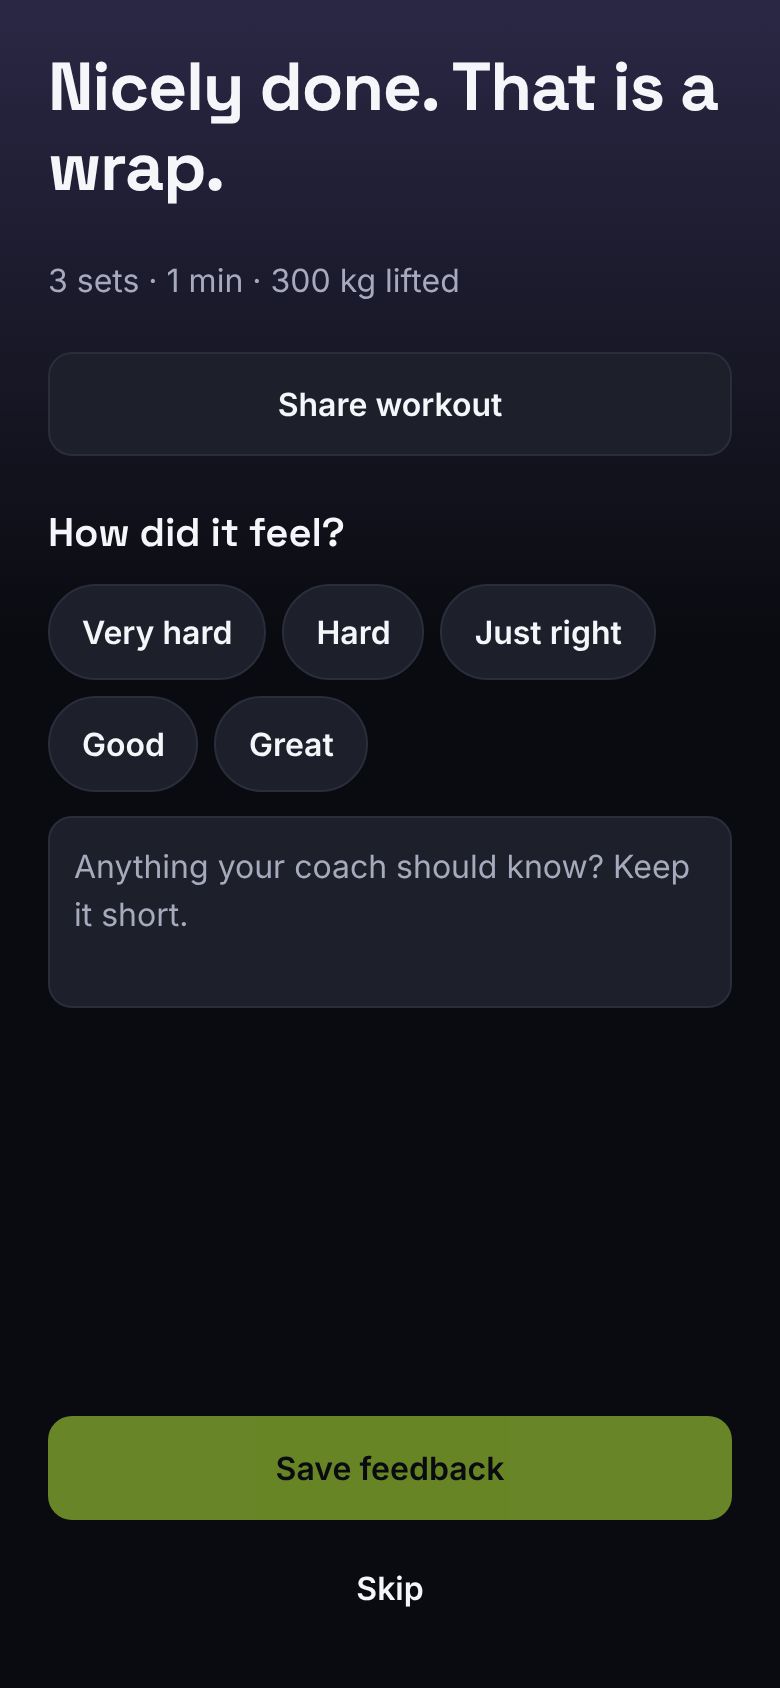 Nicely done. That is a
wrap.
3 sets · 1 min · 300 kg lifted
Share workout
How did it feel?
Very hard
Hard
Just right
Good
Great
Anything your coach should know? Keep
it short.
Save feedback
Skip